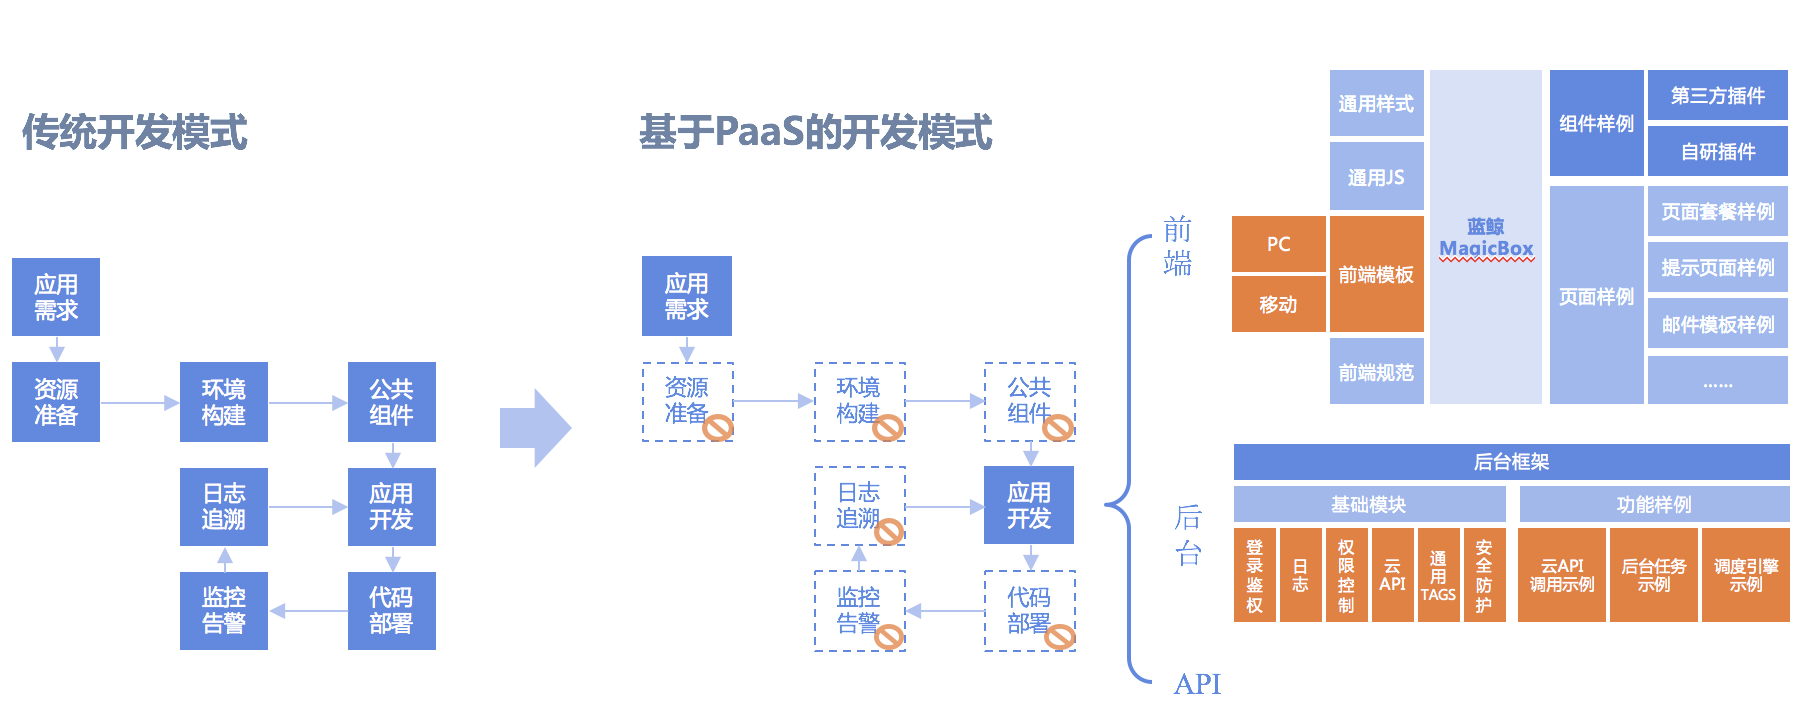 传统开发模式
应用
需求
资源
准备
环境
构建
公共
组件
日志
追溯
应用
开发
监控
告警
代码
部署
基于PaaS的开发模式
应用
需求
资源
准备
环境
构建
公共
组件
日志
追溯
应用
开发
监控
告警
代码
部署
前
端
后
台
API
PC
移动
通用样式
通用JS
前端模板
前端规范
蓝鲸
MagicBox
组件样例
第三方插件
自研插件
页面样例
页面套餐样例
提示页面样例
邮件模板样例
......
后台框架
基础模块
功能样例
登
录
鉴
权
日
志
权
限
控
制
云
API
通
用
TAGS
安
全
防
护
云API
调用示例
后台任务
示例
调度引擎
示例